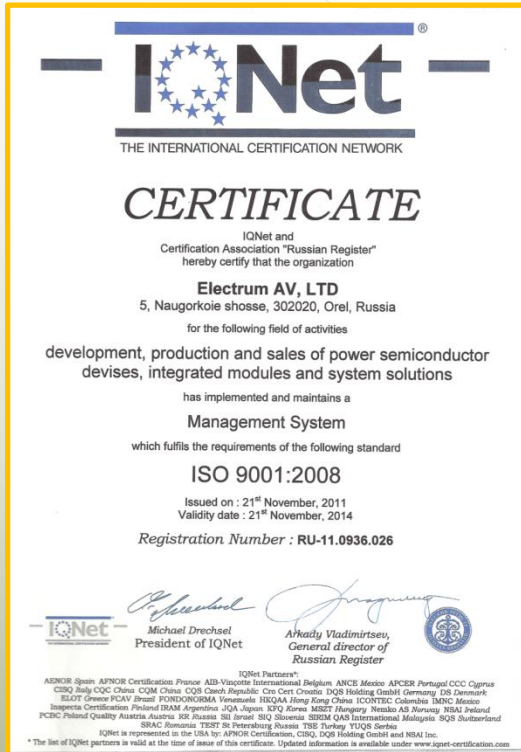 IQNet
®
THE INTERNATIONAL CERTIFICATION NETWORK
CERTIFICATE
IQNet and
Certification Association "Russian Register"
hereby certify that the organization
Electrum AV, LTD
5, Naugorkoie shosse, 302020, Orel, Russia
for the following field of activities
development, production and sales of power semiconductor
devises, integrated modules and system solutions
has implemented and maintains a
Management System
which fulfils the requirements of the following standard
ISO 9001:2008
Issued on : 21st November, 2011
Validity date : 21st November, 2014
Registration Number : RU-11.0936.026
IQNet
Michael Drechsel
President of IQNet
Arkady Vladimirtsev,
General director of
Russian Register
IQNet Partners*:
AENOR Spain AFNOR Certification France AIB-Vinçotte International Belgium ANCE Mexico APCER Portugal CCC Cyprus
CISQ Italy CQC China CQM China CQS Czech Republic Cro Cert Croatia DQS Holding GmbH Germany DS Denmark
ELOT Greece FCAV Brazil FONDONORMA Venezuela HKQAA Hong Kong China ICONTEC Colombia IMNC Mexico
Inspecta Certification Finland IRAM Argentina JQA Japan KFQ Korea MSZT Hungary Nemko AS Norway NSAI Ireland
PCBC Poland Quality Austria Austria RR Russia SII Israel SIQ Slovenia SIRIM QAS International Malaysia SQS Switzerland
SRAC Romania TEST St Petersburg Russia TSE Turkey YUQS Serbia
IQNet is represented in the USA by: AFNOR Certification, CISQ, DQS Holding GmbH and NSAI Inc.
* The list of IQNet partners is valid at the time of issue of this certificate. Updated information is available under www.iqnet-certification.com